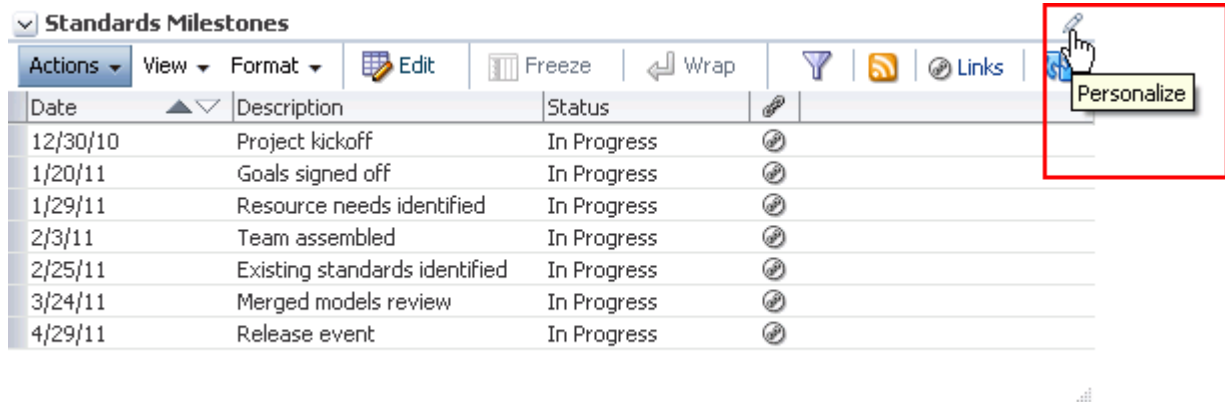 Standards Milestones
Actions View Format Edit Freeze Wrap Links
Personalize
Date Description Status
12/30/10 Project kickoff In Progress
1/20/11 Goals signed off In Progress
1/29/11 Resource needs identified In Progress
2/3/11 Team assembled In Progress
2/25/11 Existing standards identified In Progress
3/24/11 Merged models review In Progress
4/29/11 Release event In Progress